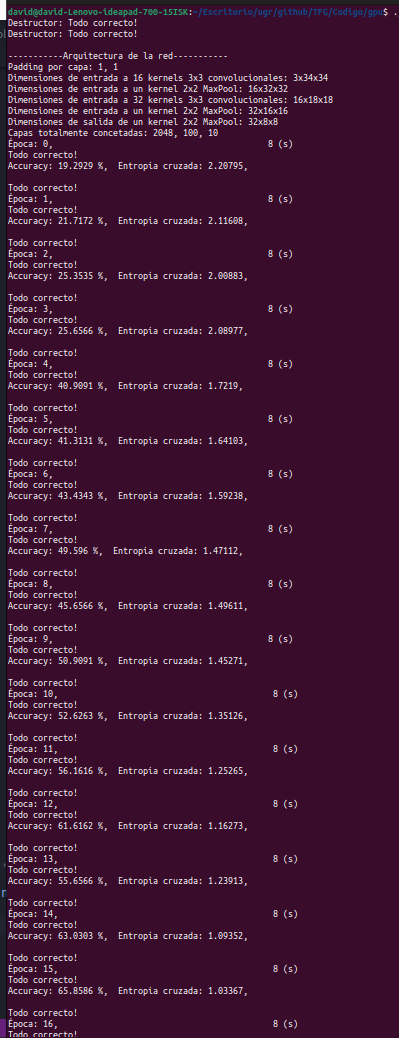 david@david-Lenovo-ideapad-700-15ISK:~/Escritorio/ugr/github/TFG/Codigo/gpu$ .
Destructor: Todo correcto!
Destructor: Todo correcto!
-----------Arquitectura de la red-----------
Padding por capa: 1, 1
Dimensiones de entrada a 16 kernels 3x3 convolucionales: 3x34x34
Dimensiones de entrada a un kernel 2x2 MaxPool: 16x32x32
Dimensiones de entrada a 32 kernels 3x3 convolucionales: 16x18x18
Dimensiones de entrada a un kernel 2x2 MaxPool: 32x16x16
Dimensiones de salida de un kernel 2x2 MaxPool: 32x8x8
Capas totalmente concetadas: 2048, 100, 10
Época: 0, 8 (s)
Todo correcto!
Accuracy: 19.2929 %, Entropía cruzada: 2.20795,
Todo correcto!
Época: 1, 8 (s)
Todo correcto!
Accuracy: 21.7172 %, Entropía cruzada: 2.11608,
Todo correcto!
Época: 2, 8 (s)
Todo correcto!
Accuracy: 25.3535 %, Entropía cruzada: 2.00883,
Todo correcto!
Época: 3, 8 (s)
Todo correcto!
Accuracy: 25.6566 %, Entropía cruzada: 2.08977,
Todo correcto!
Época: 4, 8 (s)
Todo correcto!
Accuracy: 40.9091 %, Entropía cruzada: 1.7219,
Todo correcto!
Época: 5, 8 (s)
Todo correcto!
Accuracy: 41.3131 %, Entropía cruzada: 1.64103,
Todo correcto!
Época: 6, 8 (s)
Todo correcto!
Accuracy: 43.4343 %, Entropía cruzada: 1.59238,
Todo correcto!
Época: 7, 8 (s)
Todo correcto!
Accuracy: 49.596 %, Entropía cruzada: 1.47112,
Todo correcto!
Época: 8, 8 (s)
Todo correcto!
Accuracy: 45.6566 %, Entropía cruzada: 1.49611,
Todo correcto!
Época: 9, 8 (s)
Todo correcto!
Accuracy: 50.9091 %, Entropía cruzada: 1.45271,
Todo correcto!
Época: 10, 8 (s)
Todo correcto!
Accuracy: 52.6263 %, Entropía cruzada: 1.35126,
Todo correcto!
Época: 11, 8 (s)
Todo correcto!
Accuracy: 56.1616 %, Entropía cruzada: 1.25265,
Todo correcto!
Época: 12, 8 (s)
Todo correcto!
Accuracy: 61.6162 %, Entropía cruzada: 1.16273,
Todo correcto!
Época: 13, 8 (s)
Todo correcto!
Accuracy: 55.6566 %, Entropía cruzada: 1.23913,
Todo correcto!
Época: 14, 8 (s)
Todo correcto!
Accuracy: 63.0303 %, Entropía cruzada: 1.09352,
Todo correcto!
Época: 15, 8 (s)
Todo correcto!
Accuracy: 65.8586 %, Entropía cruzada: 1.03367,
Todo correcto!
Época: 16, 8 (s)
Todo correcto!